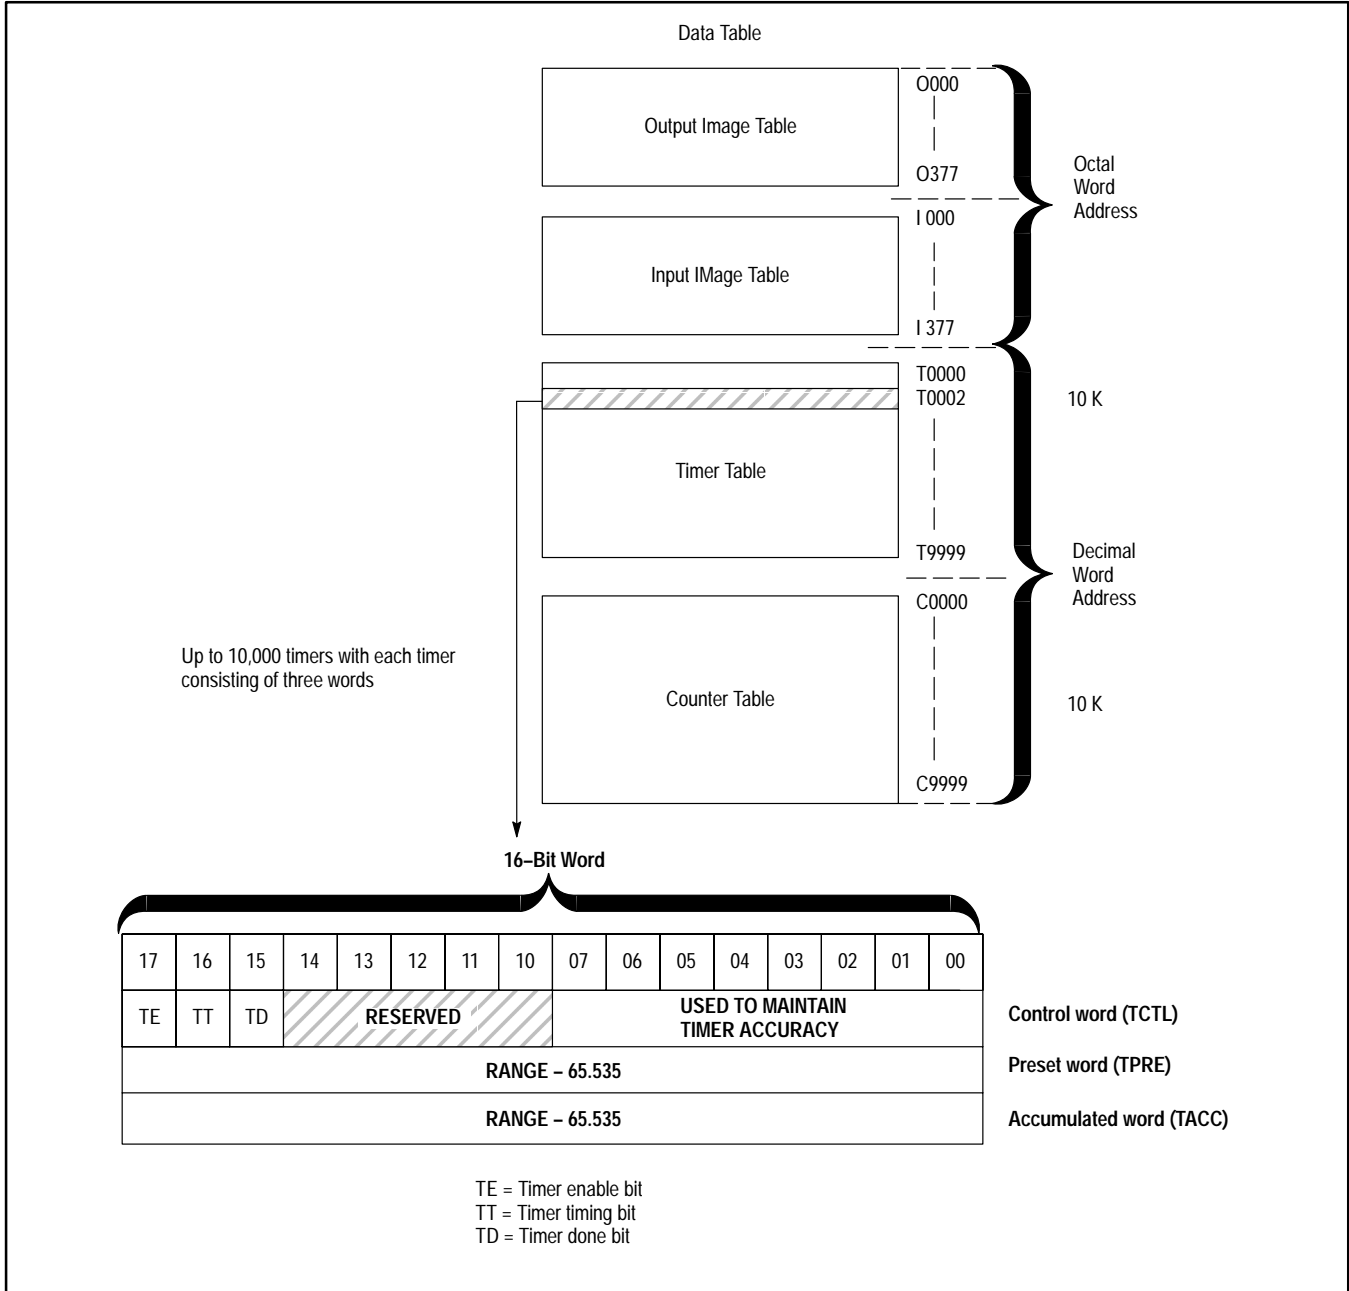 Data Table
O000
Output Image Table
O377
Octal
Word
Address
I 000
Input IMage Table
I 377
T0000
T0002
10 K
Timer Table
T9999
Decimal
Word
Address
C0000
Up to 10,000 timers with each timer
consisting of three words
Counter Table
10 K
C9999
16–Bit Word
17 16 15 14 13 12 11 10 07 06 05 04 03 02 01 00
TE TT TD RESERVED USED TO MAINTAIN
TIMER ACCURACY
Control word (TCTL)
RANGE – 65.535 Preset word (TPRE)
RANGE – 65.535 Accumulated word (TACC)
TE = Timer enable bit
TT = Timer timing bit
TD = Timer done bit